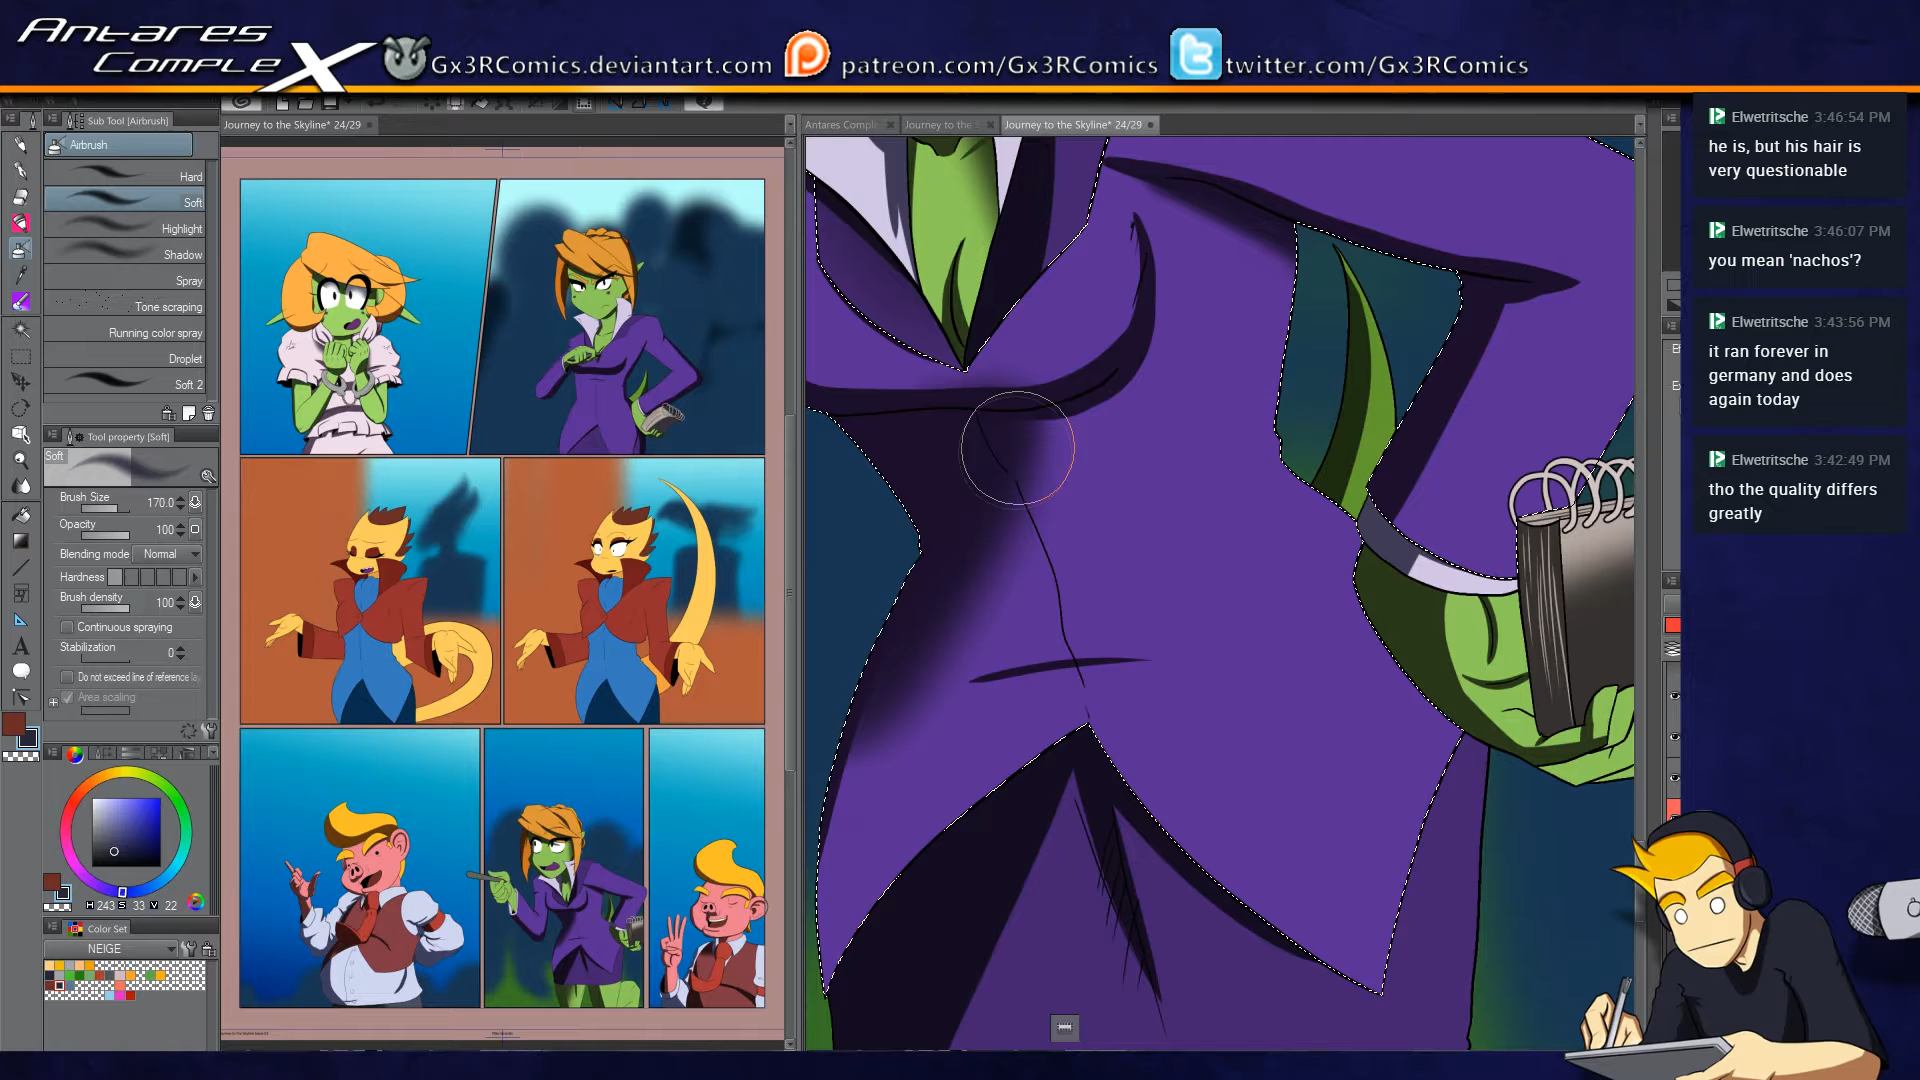 Antares
Complex
Gx3RComics.deviantart.com
patreon.com/Gx3RComics
twitter.com/Gx3RComics
Sub Tool [Airbrush]
Airbrush
Hard
Soft
Highlight
Shadow
Spray
Tone scraping
Running color spray
Droplet
Soft 2
Tool property [Soft]
Soft
Brush Size 170.0
Opacity 100
Blending mode Normal
Hardness
Brush density 100
Continuous spraying
Stabilization 0
Do not exceed line of reference la
Area scaling
H 243 S 33 V 22
Color Set
NEIGE
Journey to the Skyline* 24/29
Antares Compl
Journey to the S
Journey to the Skyline* 24/29
Elwetritsche 3:46:54 PM
he is, but his hair is
very questionable
Elwetritsche 3:46:07 PM
you mean 'nachos'?
Elwetritsche 3:43:56 PM
it ran forever in
germany and does
again today
Elwetritsche 3:42:49 PM
tho the quality differs
greatly